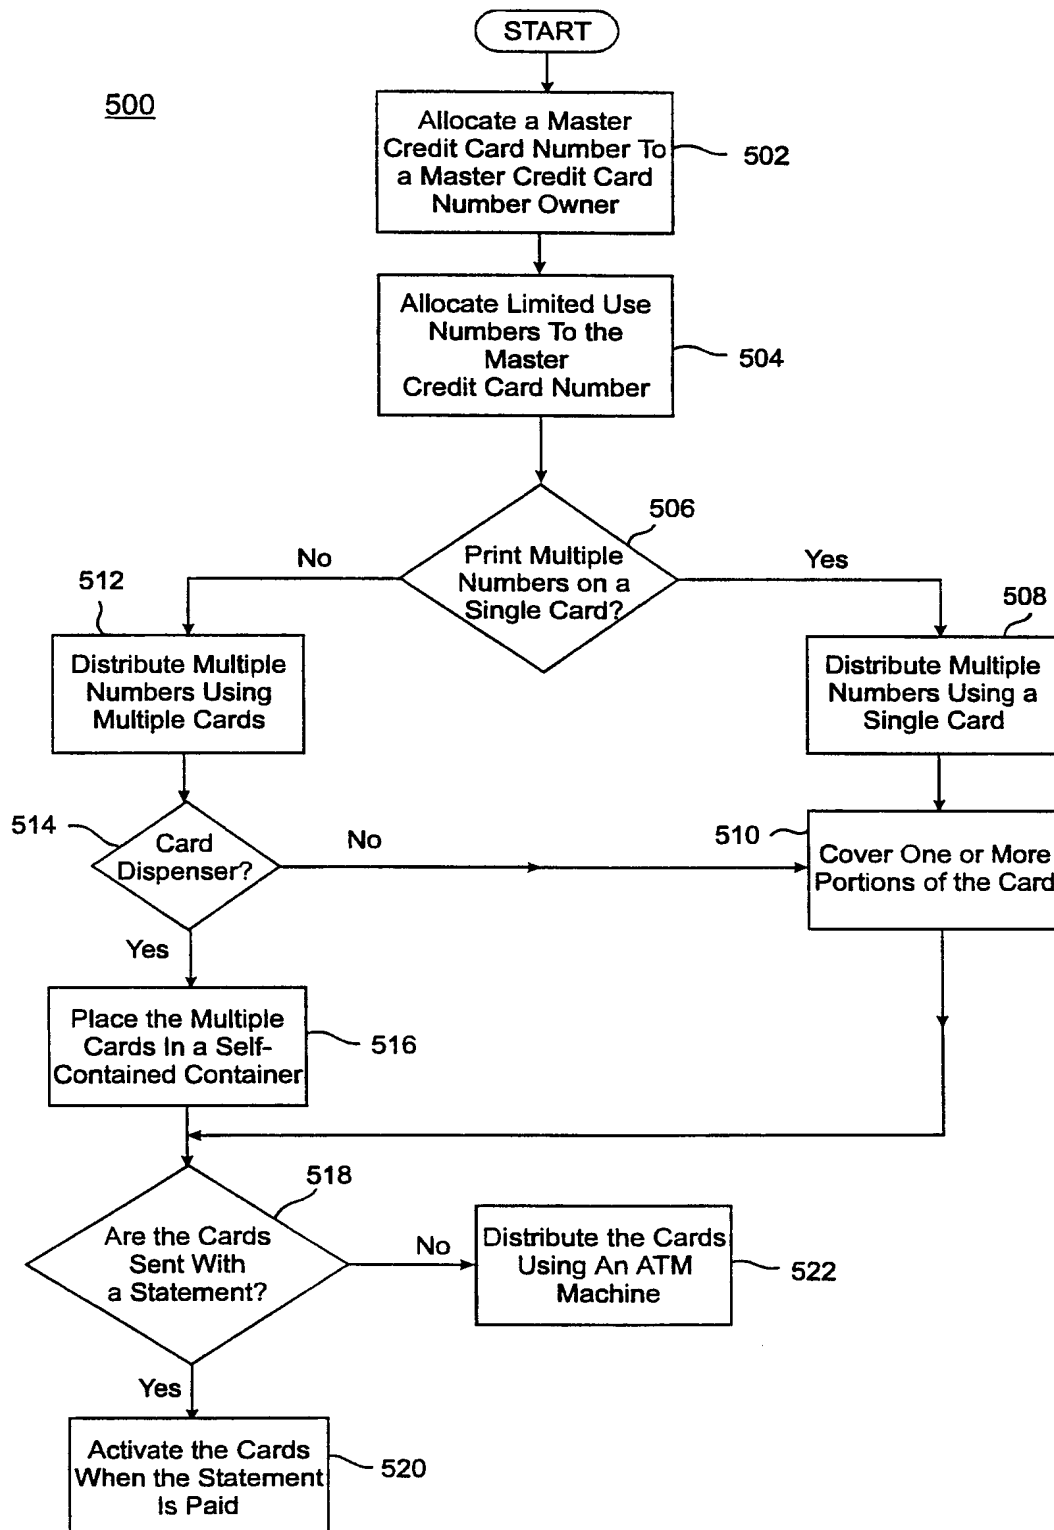 START
500
Allocate a Master
Credit Card Number To
a Master Credit Card
Number Owner
502
Allocate Limited Use
Numbers To the
Master
Credit Card Number
504
506
Print Multiple
Numbers on a
Single Card?
No
Yes
512
508
Distribute Multiple
Numbers Using
Multiple Cards
Distribute Multiple
Numbers Using a
Single Card
514
Card
Dispenser?
No
510
Cover One or More
Portions of the Card
Yes
Place the Multiple
Cards In a Self-
Contained Container
516
518
Are the Cards
Sent With
a Statement?
No
Distribute the Cards
Using An ATM
Machine
522
Yes
Activate the Cards
When the Statement
Is Paid
520